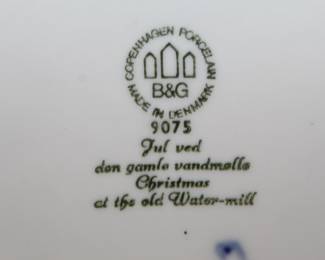 COPENHAGEN PORCELAIN
B&G
MADE IN DENMARK
9075
Jul ved
den gamle vandmølle
Christmas
at the old Water-mill